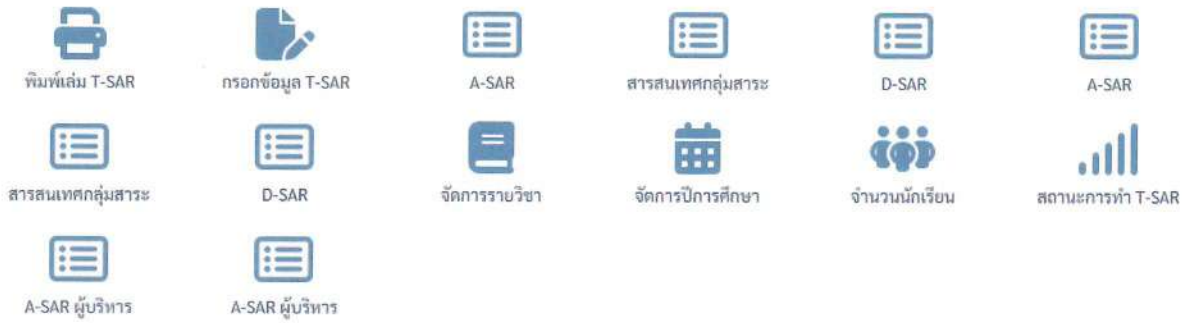 พิมพ์เล่ม T-SAR
กรอกข้อมูล T-SAR
A-SAR
สารสนเทศกลุ่มสาระ
D-SAR
A-SAR
สารสนเทศกลุ่มสาระ
D-SAR
จัดการรายวิชา
จัดการปีการศึกษา
จำนวนนักเรียน
สถานะการทำ T-SAR
A-SAR ผู้บริหาร
A-SAR ผู้บริหาร